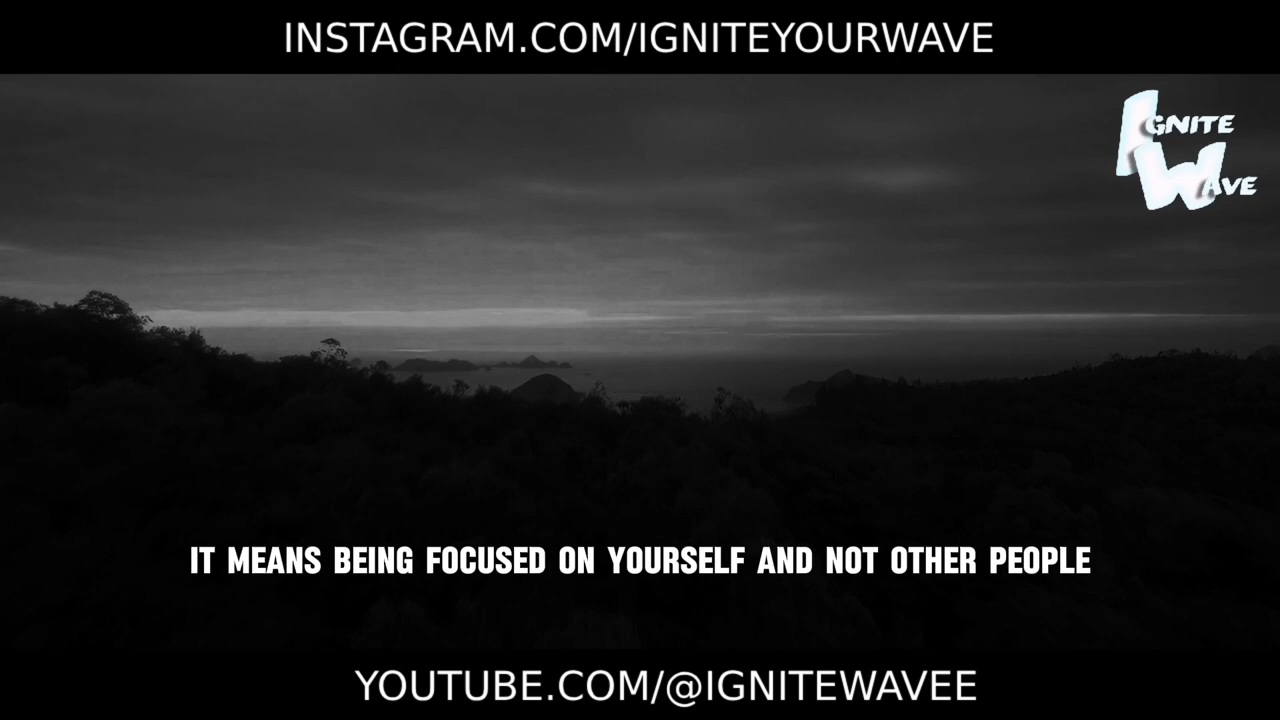 INSTAGRAM.COM/IGNITEYOURWAVE
IGNITE
WAVE
IT MEANS BEING FOCUSED ON YOURSELF AND NOT OTHER PEOPLE
YOUTUBE.COM/@IGNITEWAVEE